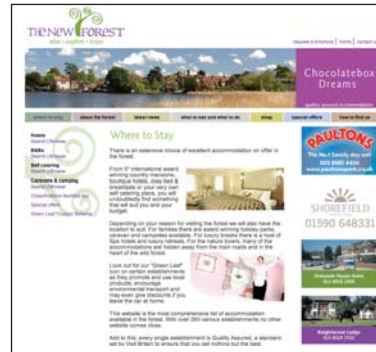 THE NEW FOREST
relax • explore • enjoy
request a brochure | home | contact us
Chocolatebox
Dreams
quality assured accommodation
where to stay
about the forest
latest news
what to see and what to do
shop
special offers
how to find us
Hotels
Search | Browse
B&Bs
Search | Browse
Self catering
Search | Browse
Caravans & camping
Search | Browse
Special offers
Where to Stay
There is an extensive choice of excellent accommodation on offer in
the forest.
From 5* international award
winning country mansions,
boutique hotels, cosy bed &
breakfasts or your very own
self catering place, you will
undoubtedly find something
that will suit you and your
budget.
Depending on your reason for visiting the forest we will also have the
location to suit. For families there are award winning holiday parks,
caravan and campsites available. For luxury breaks there is a host of
Spa hotels and luxury retreats. For the nature lovers, many of the
accommodations are hidden away from the main roads and in the
heart of the wild forest.
Look out for our "Green Leaf"
icon on certain establishments
as they promote and use local
products, encourage
environmental transport and
may even give discounts if you
leave the car at home.
This website is the most comprehensive list of accommodation
available in the forest. With over 250 various establishments no other
website comes close.
Add to this, every single establishment is Quality Assured, a standard
set by Visit Britain to ensure that you get nothing but the best.
PAULTONS
The No.1 family day out!
023 8081 4400
www.paultonspark.co.uk
SHOREFIELD
01590 648331